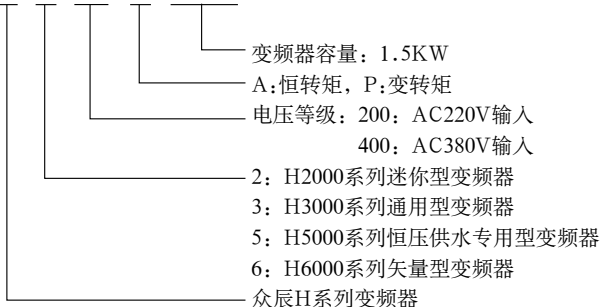 变频器容量：1.5KW
A:恒转矩，P:变转矩
电压等级：200：AC220V输入
400：AC380V输入
2：H2000系列迷你型变频器
3：H3000系列通用型变频器
5：H5000系列恒压供水专用型变频器
6：H6000系列矢量型变频器
众辰H系列变频器